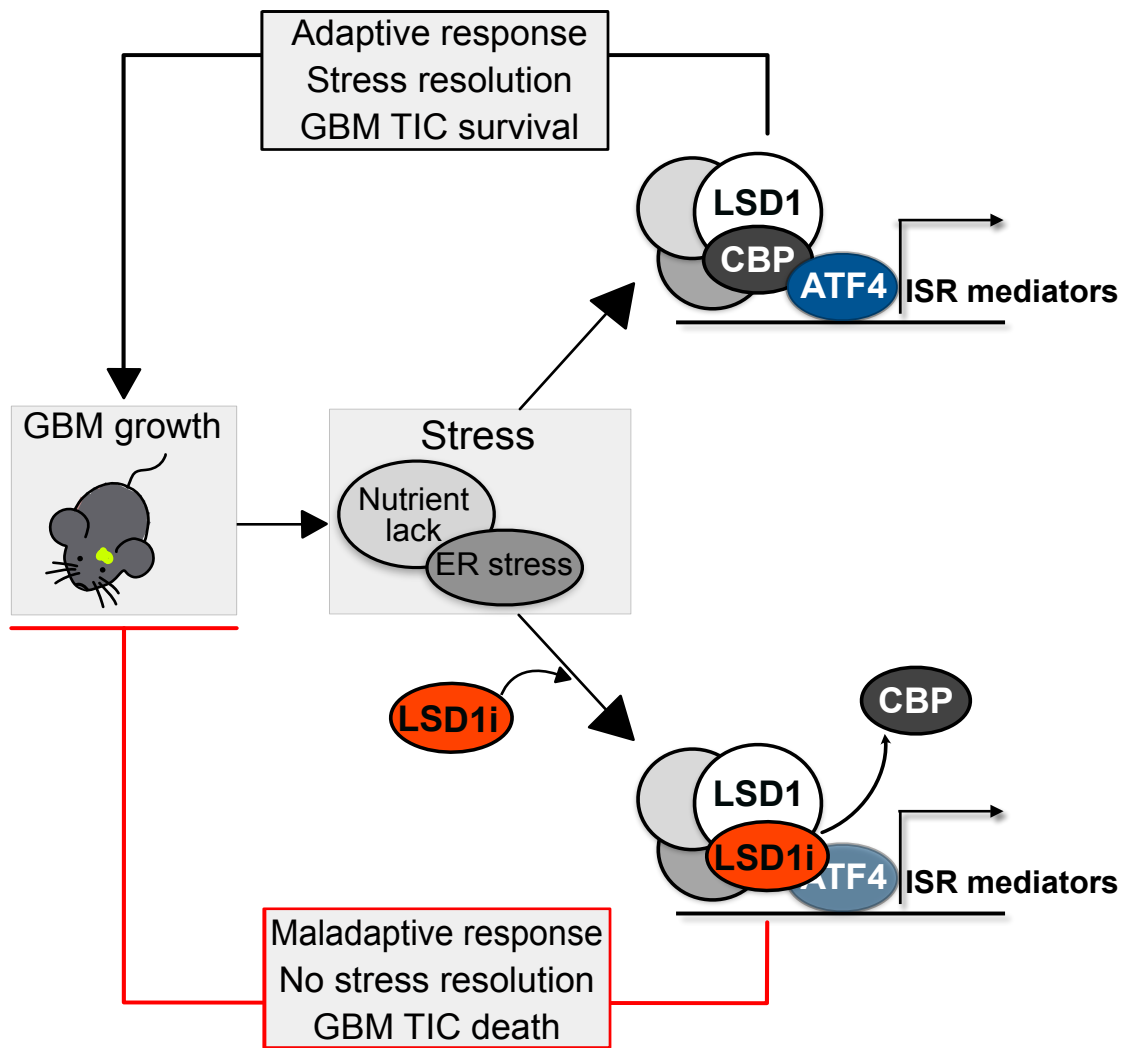 Adaptive response
Stress resolution
GBM TIC survival
LSD1
CBP
ATF4
ISR mediators
GBM growth
Stress
Nutrient
lack
ER stress
LSD1i
CBP
LSD1
LSD1i
ATF4
ISR mediators
Maladaptive response
No stress resolution
GBM TIC death